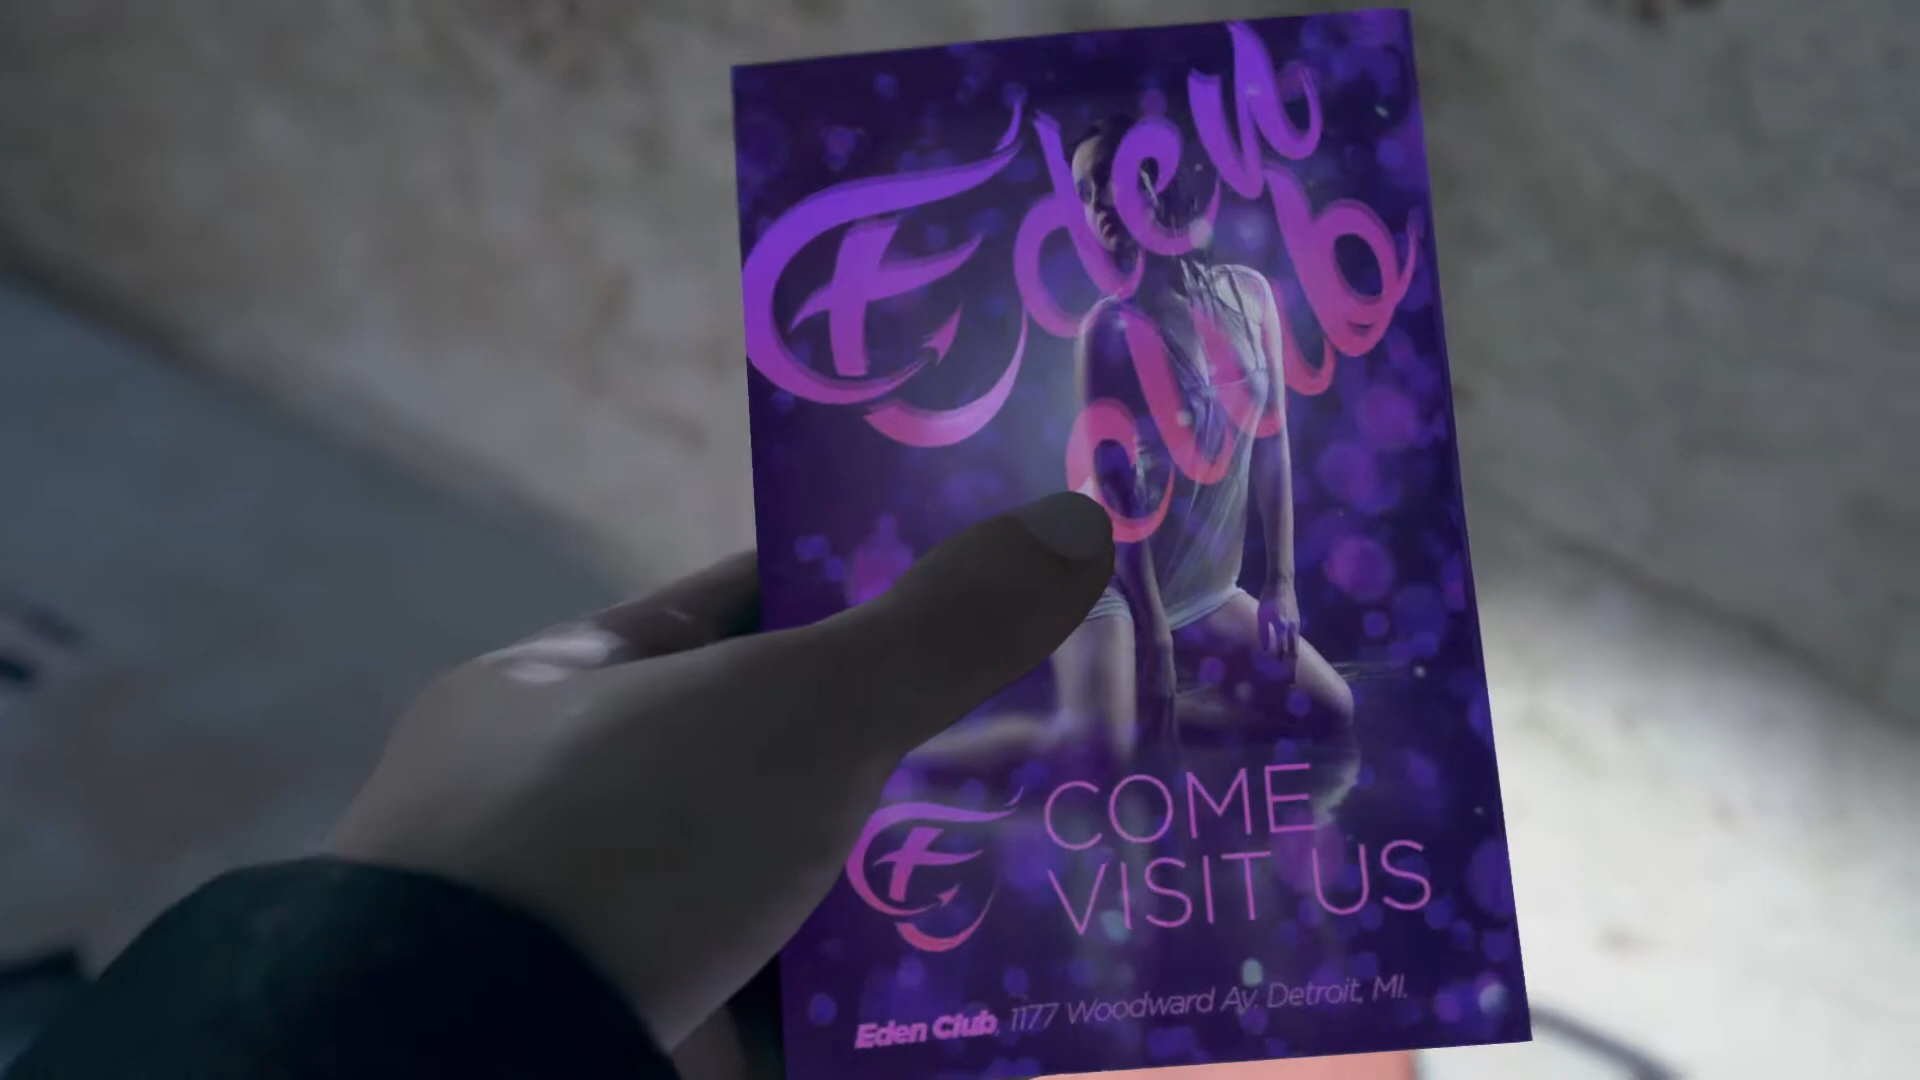 Eden
club
COME
VISIT US
Eden Club, 1177 Woodward Av. Detroit, MI.